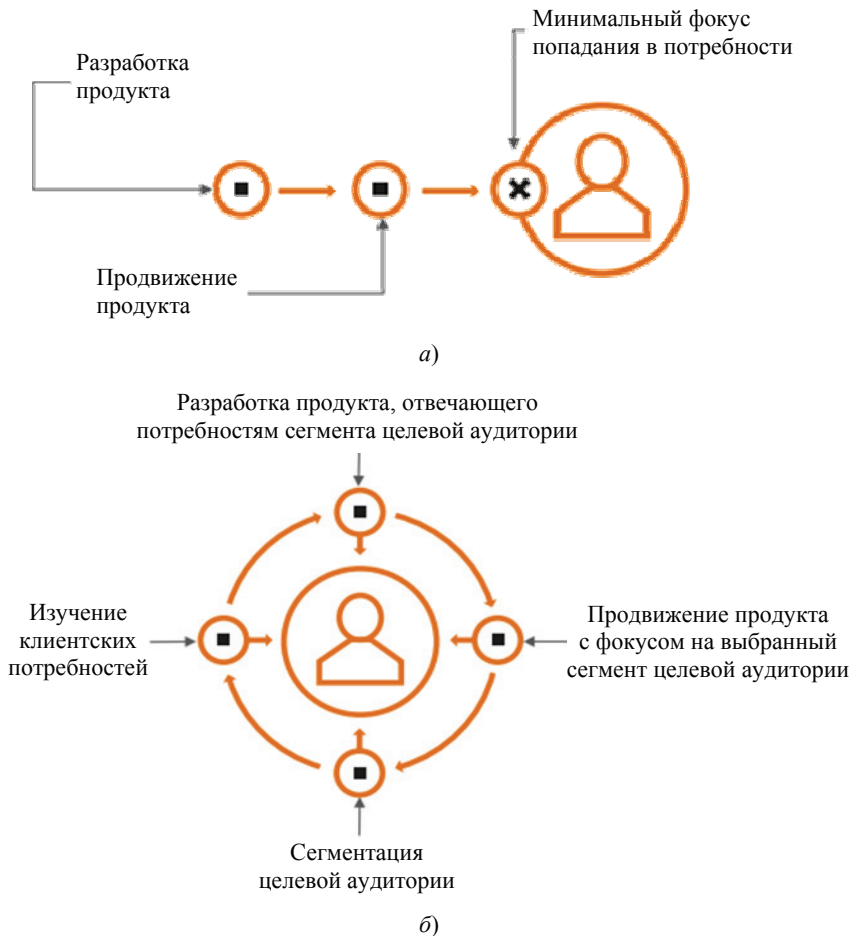 Минимальный фокус
попадания в потребности
Разработка
продукта
Продвижение
продукта
а)
Разработка продукта, отвечающего
потребностям сегмента целевой аудитории
Изучение
клиентских
потребностей
Продвижение продукта
с фокусом на выбранный
сегмент целевой аудитории
Сегментация
целевой аудитории
б)